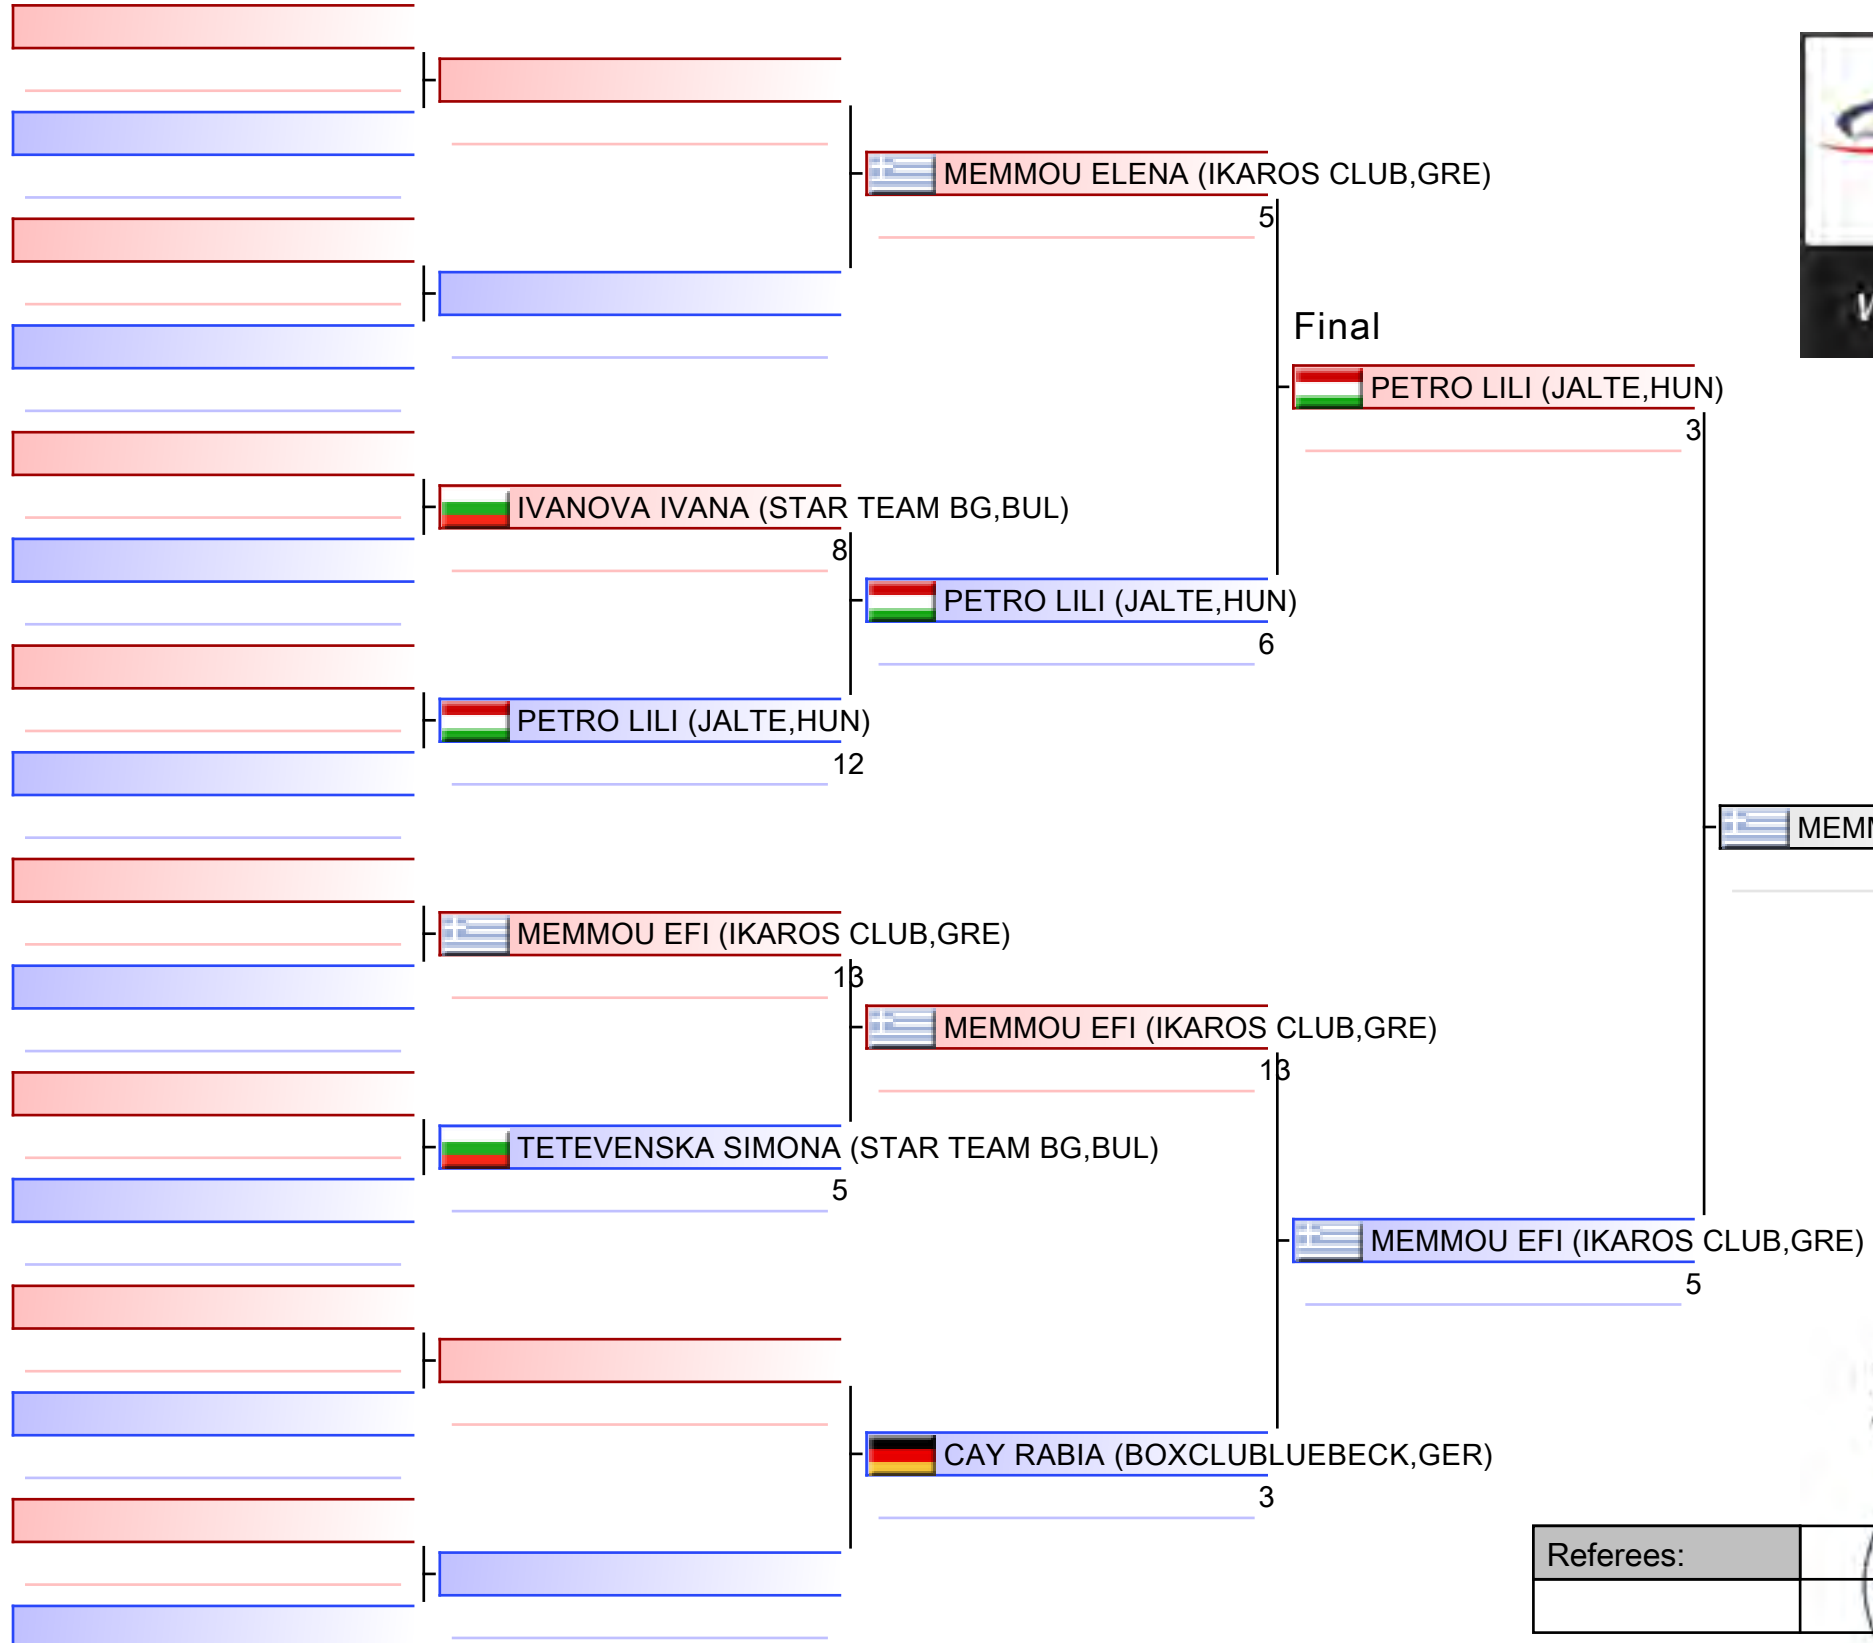 MEMMOU ELENA (IKAROS CLUB,GRE)
5
Final
PETRO LILI (JALTE,HUN)
3
IVANOVA IVANA (STAR TEAM BG,BUL)
8
PETRO LILI (JALTE,HUN)
6
PETRO LILI (JALTE,HUN)
12
MEMMOU EFI (IKAROS CLUB,GRE)
13
MEMMOU EFI (IKAROS CLUB,GRE)
13
TETEVENSKA SIMONA (STAR TEAM BG,BUL)
5
MEMMOU EFI (IKAROS CLUB,GRE)
5
CAY RABIA (BOXCLUBLUEBECK,GER)
3
Referees: